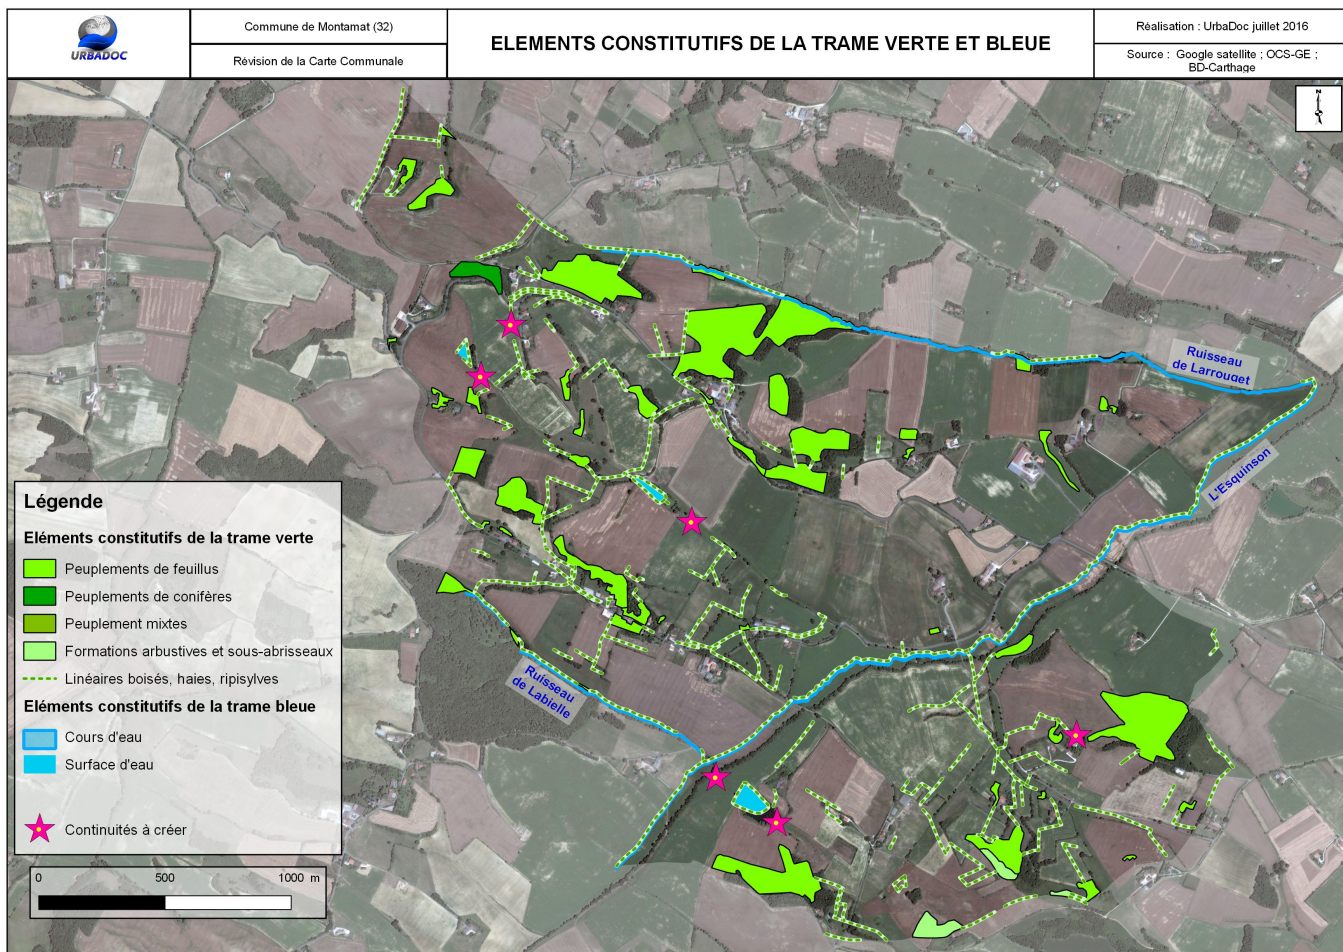 URBADOC
Commune de Montamat (32)
Révision de la Carte Communale
ELEMENTS CONSTITUTIFS DE LA TRAME VERTE ET BLEUE
Réalisation : UrbaDoc juillet 2016
Source : Google satellite ; OCS-GE ;
BD-Carthage
N
Ruisseau
de Larrouget
L'Esquinson
Ruisseau
de Labielle
Légende
Eléments constitutifs de la trame verte
Peuplements de feuillus
Peuplements de conifères
Peuplement mixtes
Formations arbustives et sous-abrisseaux
Linéaires boisés, haies, ripisylves
Eléments constitutifs de la trame bleue
Cours d'eau
Surface d'eau
Continuités à créer
0 500 1000 m